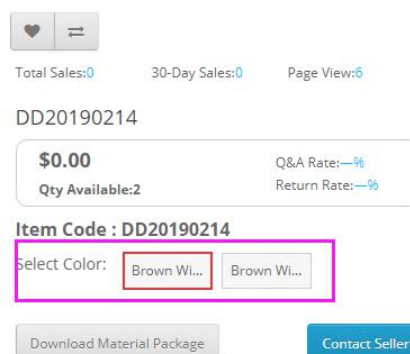 Total Sales:0 30-Day Sales:0 Page View:6
DD20190214
$0.00 Q&A Rate:—%
Qty Available:2 Return Rate:—%
Item Code : DD20190214
Select Color: Brown Wi... Brown Wi...
Download Material Package Contact Seller